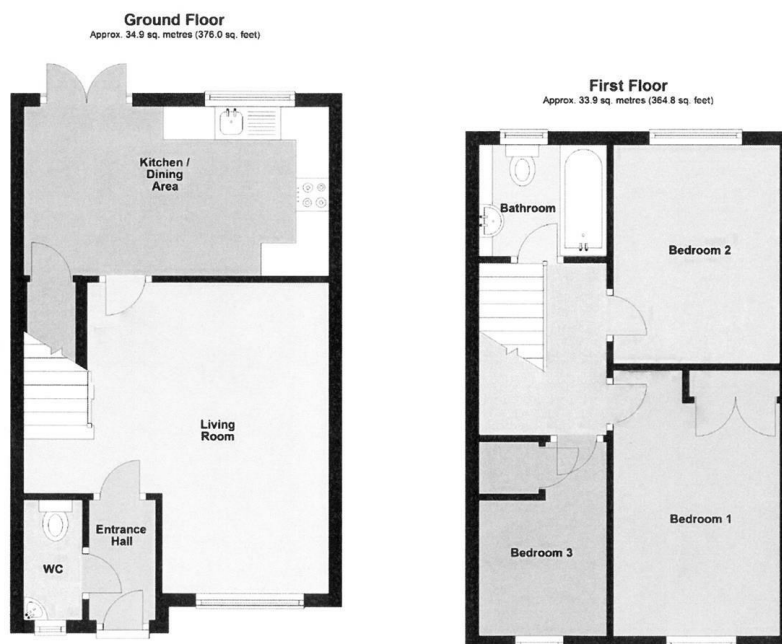 Ground Floor
Approx. 34.9 sq. metres (376.0 sq. feet)
Kitchen /
Dining
Area
Living
Room
Entrance
Hall
WC
First Floor
Approx. 33.9 sq. metres (364.8 sq. feet)
Bathroom
Bedroom 2
Bedroom 1
Bedroom 3